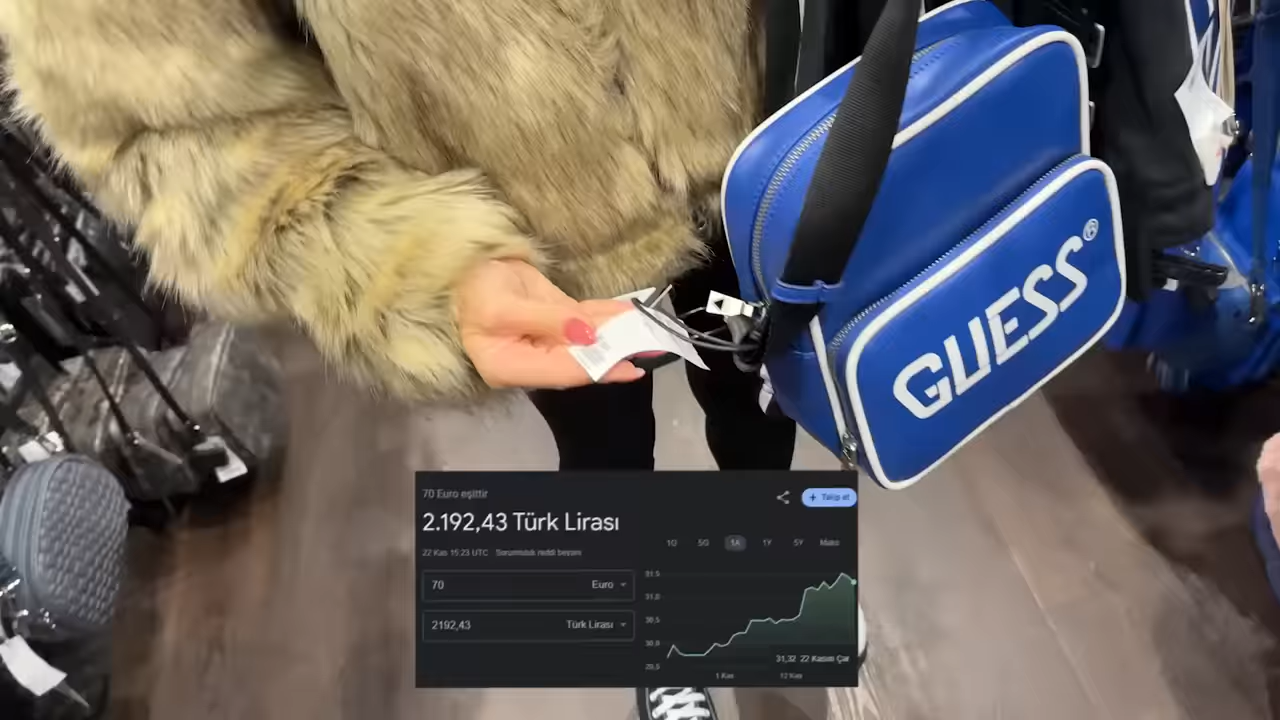 GUESS®
70 Euro eşittir
2.192,43 Türk Lirası
22 Kas 15:23 UTC Sorumluluk reddi beyanı
Takip et
1G 5G 1A 1Y 5Y Maks
70 Euro
2192,43 Türk Lirası
31,5
31,0
30,5
30,0
29,5
31,32 22 Kasım Çar
1 Kas 12 Kas